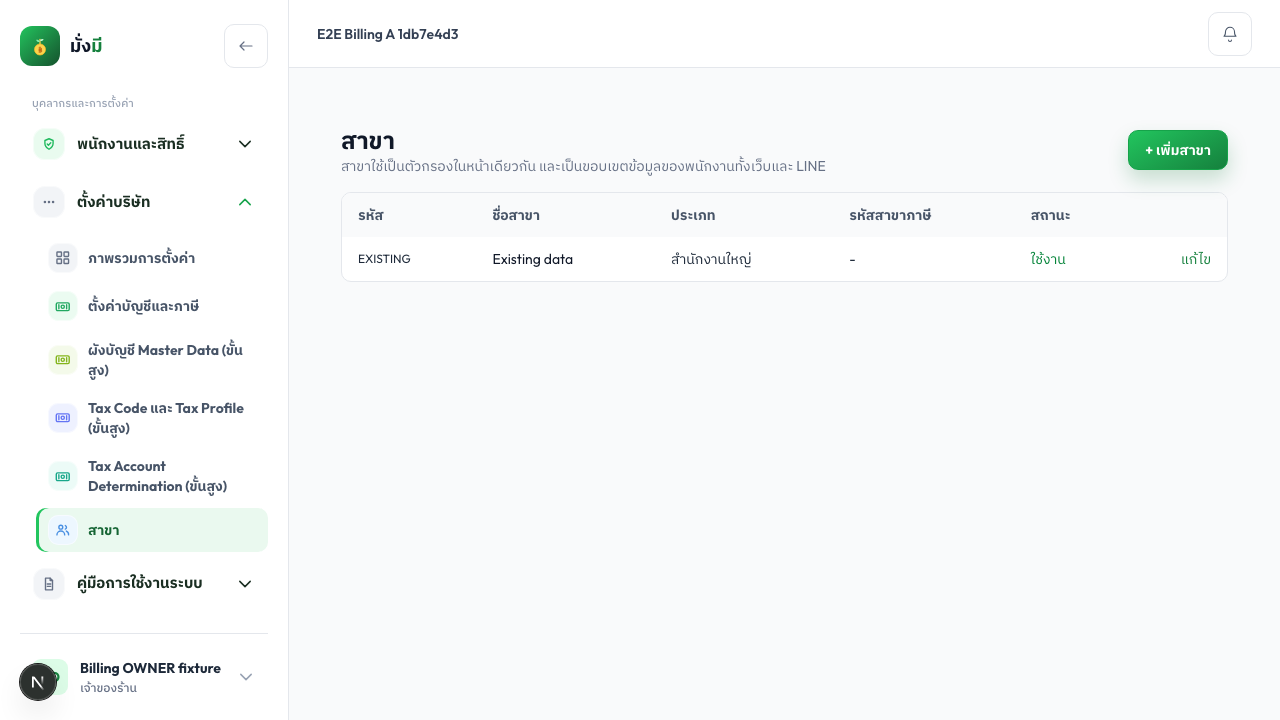 มั่งมี
E2E Billing A 1db7e4d3
บุคลากรและการตั้งค่า
พนักงานและสิทธิ์
ตั้งค่าบริษัท
ภาพรวมการตั้งค่า
ตั้งค่าบัญชีและภาษี
ผังบัญชี Master Data (ขั้น
สูง)
Tax Code และ Tax Profile
(ขั้นสูง)
Tax Account
Determination (ขั้นสูง)
สาขา
คู่มือการใช้งานระบบ
Billing OWNER fixture
เจ้าของร้าน
N
สาขา
สาขาใช้เป็นตัวกรองในหน้าเดียวกัน และเป็นขอบเขตข้อมูลของพนักงานทั้งเว็บและ LINE
+ เพิ่มสาขา
รหัส ชื่อสาขา ประเภท รหัสสาขาภาษี สถานะ
EXISTING Existing data สำนักงานใหญ่ - ใช้งาน แก้ไข